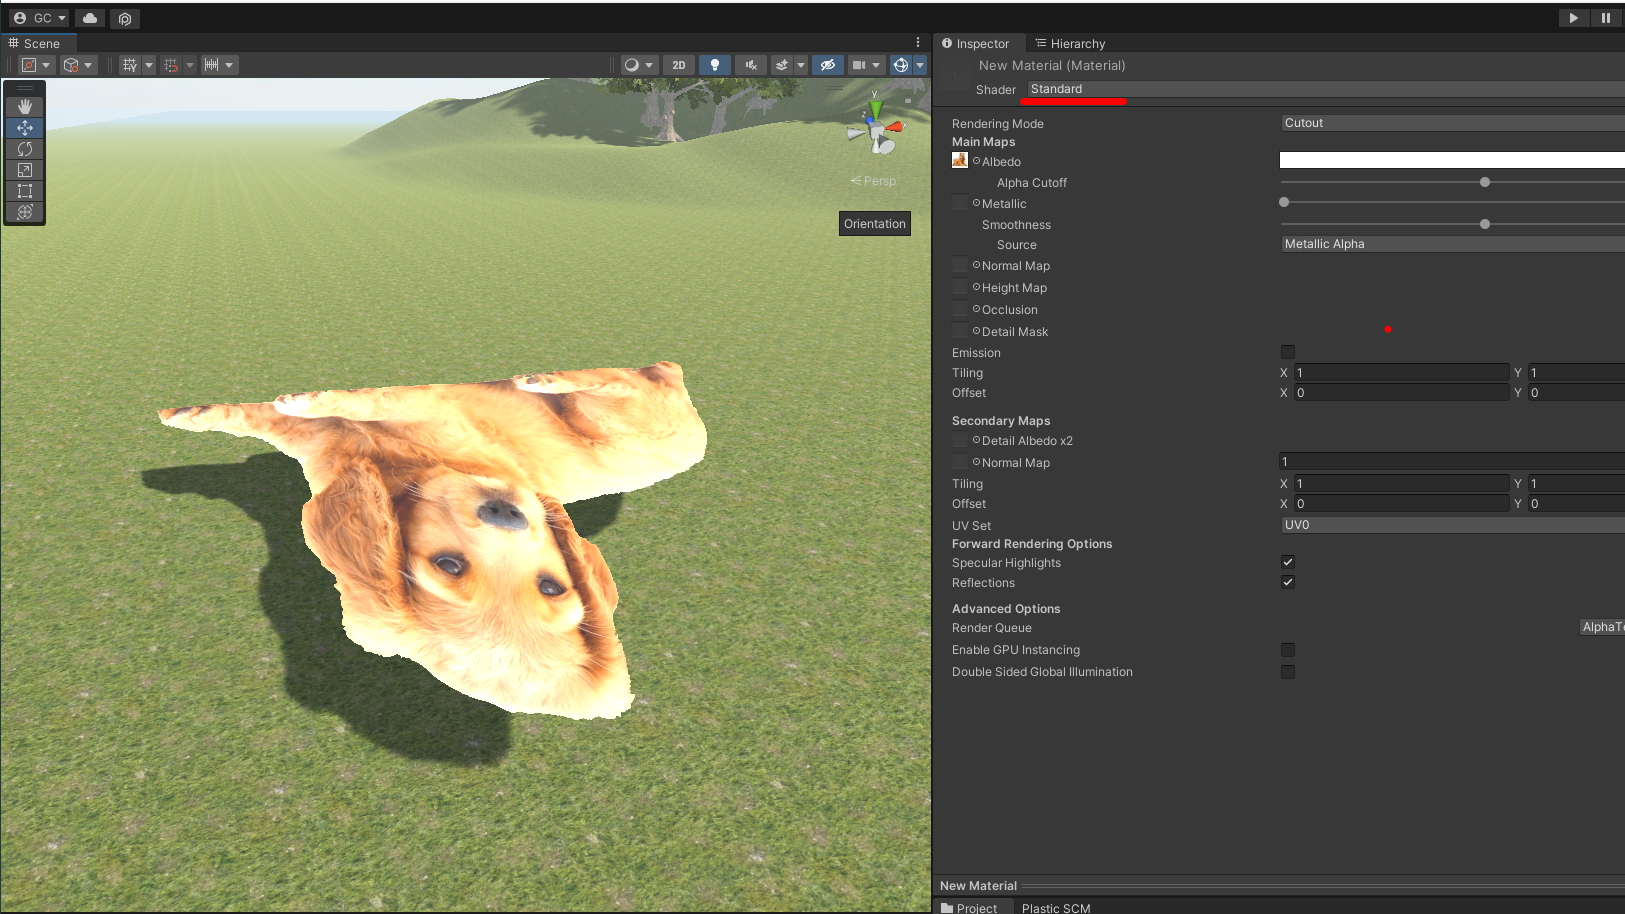 GC
Scene
Inspector
Hierarchy
2D
New Material (Material)
Shader
Standard
y
z
x
Persp
Orientation
Rendering Mode
Cutout
Main Maps
Albedo
Alpha Cutoff
Metallic
Smoothness
Source
Metallic Alpha
Normal Map
Height Map
Occlusion
Detail Mask
Emission
Tiling
X 1
Y 1
Offset
X 0
Y 0
Secondary Maps
Detail Albedo x2
Normal Map
1
Tiling
X 1
Y 1
Offset
X 0
Y 0
UV Set
UV0
Forward Rendering Options
Specular Highlights
Reflections
Advanced Options
Render Queue
AlphaTe
Enable GPU Instancing
Double Sided Global Illumination
New Material
Project
Plastic SCM